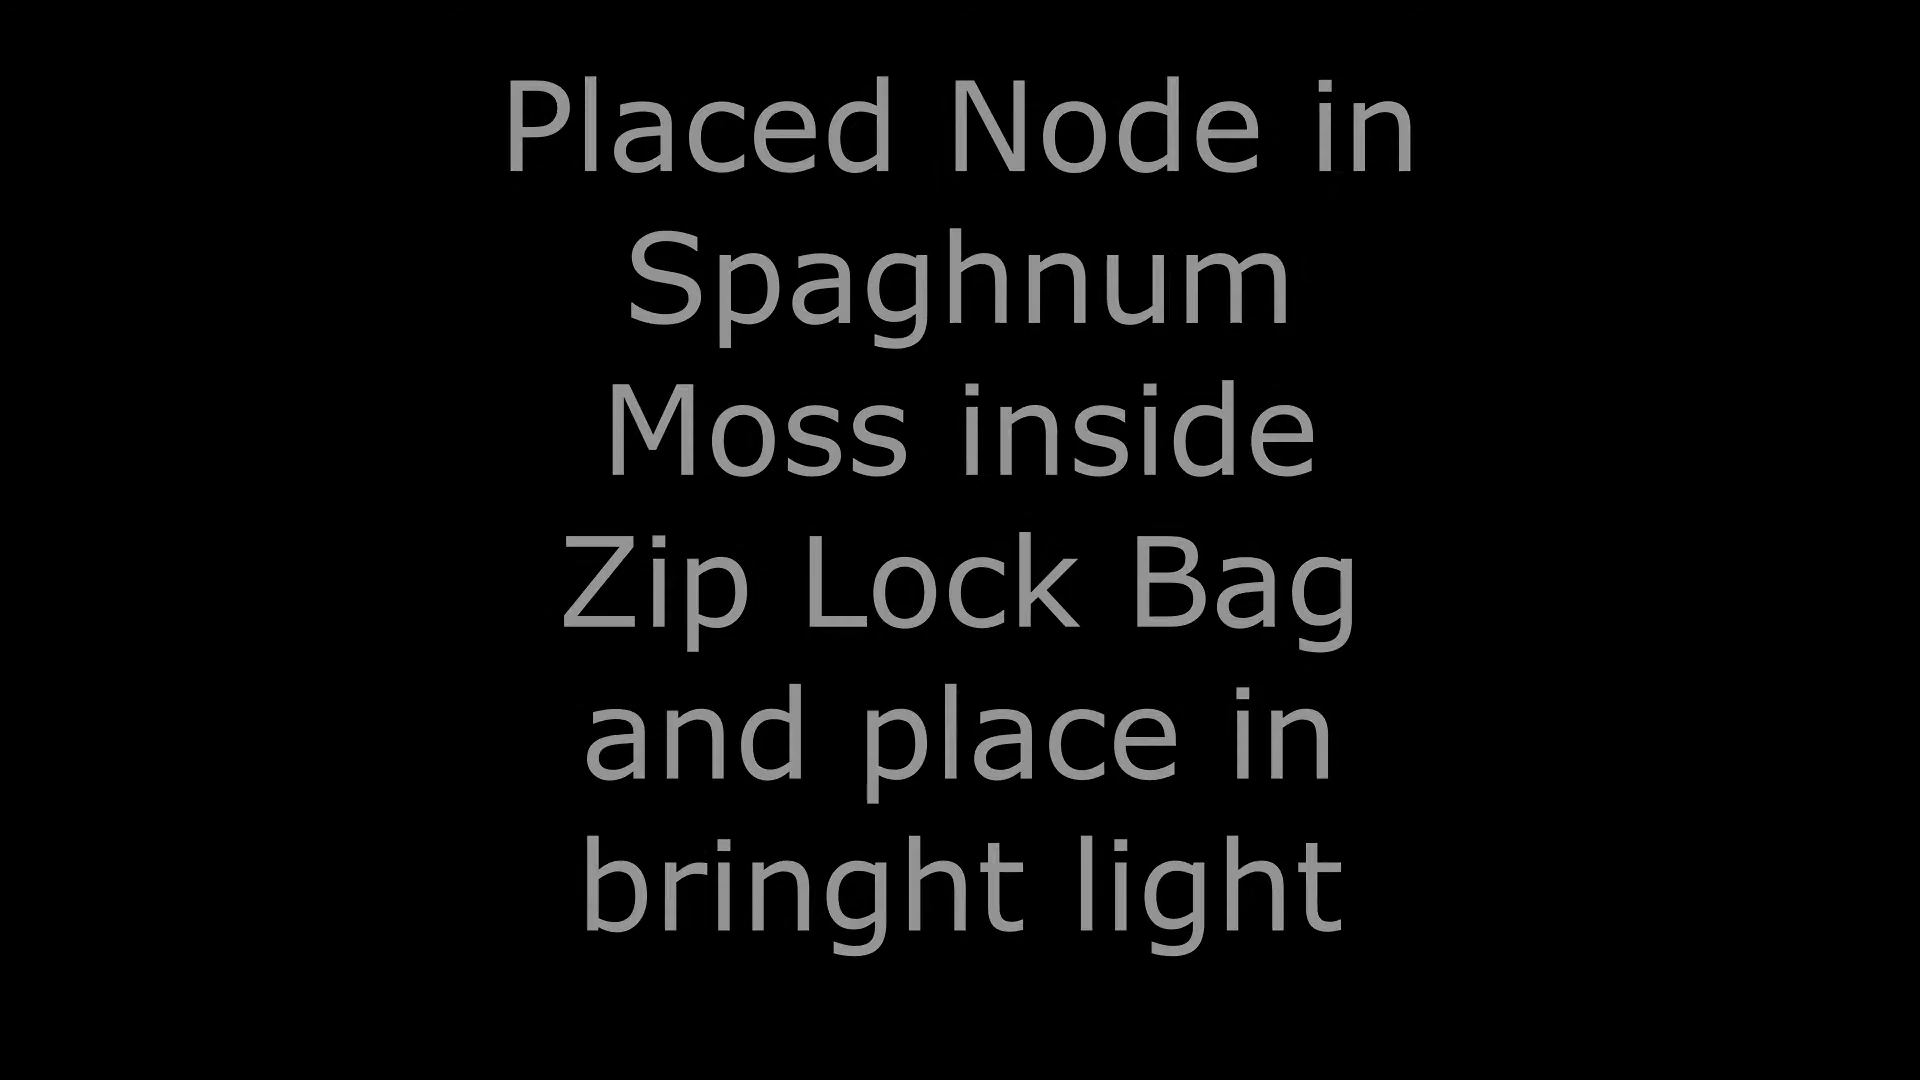 Placed Node in
Spaghnum
Moss inside
Zip Lock Bag
and place in
bringht light